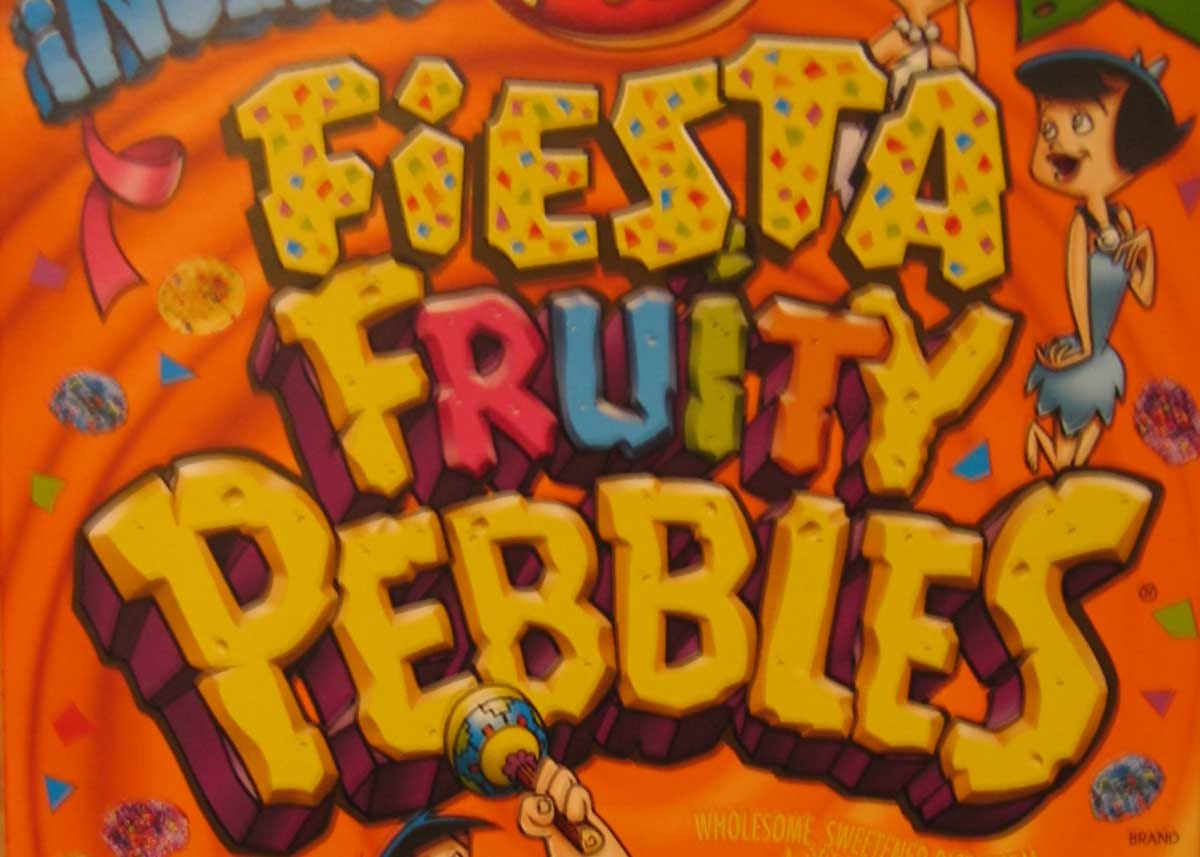 FiESTA
FRUITY
PEBBLES
®
WHOLESOME, SWEETENED
BRAND